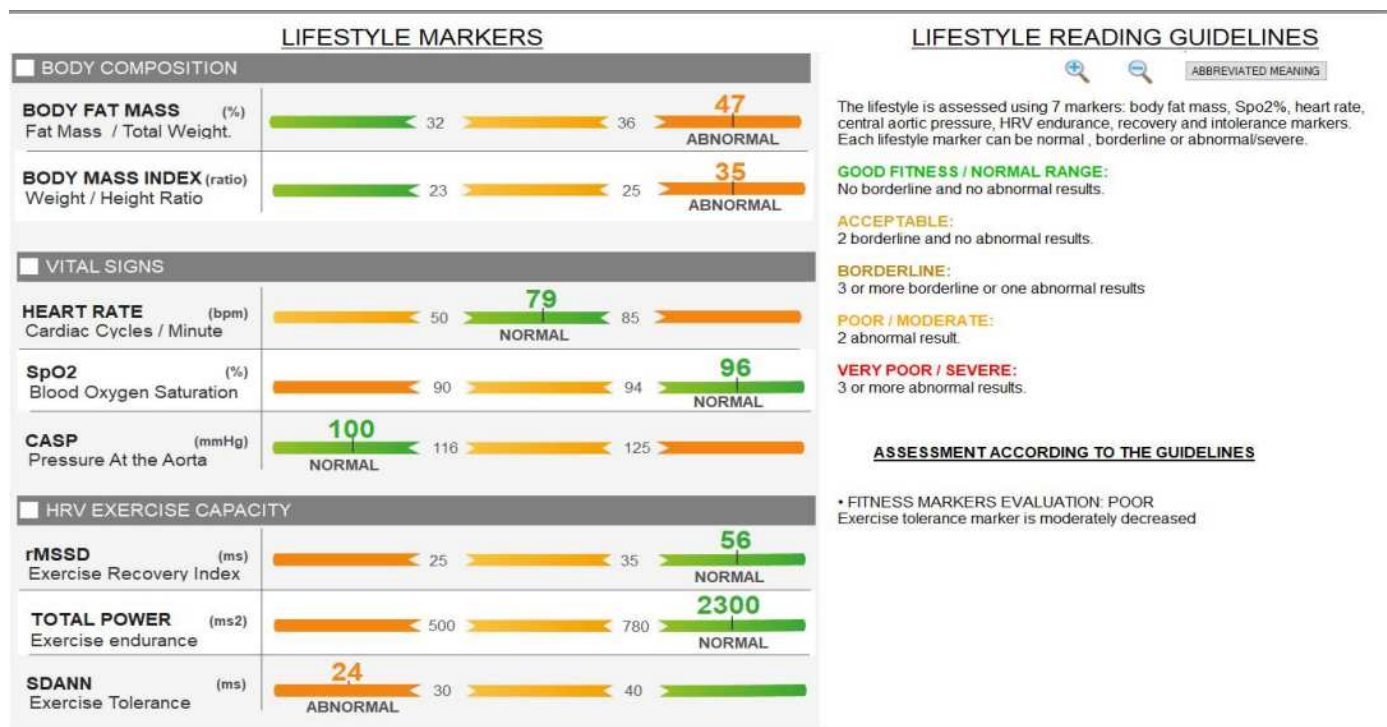 LIFESTYLE MARKERS
BODY COMPOSITION
BODY FAT MASS (%)
Fat Mass / Total Weight.
32 36 47
ABNORMAL
BODY MASS INDEX (ratio)
Weight / Height Ratio
23 25 35
ABNORMAL
VITAL SIGNS
HEART RATE (bpm)
Cardiac Cycles / Minute
50 79 85
NORMAL
SpO2 (%)
Blood Oxygen Saturation
90 94 96
NORMAL
CASP (mmHg)
Pressure At the Aorta
100 116 125
NORMAL
HRV EXERCISE CAPACITY
rMSSD (ms)
Exercise Recovery Index
25 35 56
NORMAL
TOTAL POWER (ms2)
Exercise endurance
500 780 2300
NORMAL
SDANN (ms)
Exercise Tolerance
24 30 40
ABNORMAL
LIFESTYLE READING GUIDELINES
ABBREVIATED MEANING
The lifestyle is assessed using 7 markers: body fat mass, Spo2%, heart rate,
central aortic pressure, HRV endurance, recovery and intolerance markers.
Each lifestyle marker can be normal , borderline or abnormal/severe.
GOOD FITNESS / NORMAL RANGE:
No borderline and no abnormal results.
ACCEPTABLE:
2 borderline and no abnormal results.
BORDERLINE:
3 or more borderline or one abnormal results
POOR / MODERATE:
2 abnormal result.
VERY POOR / SEVERE:
3 or more abnormal results.
ASSESSMENT ACCORDING TO THE GUIDELINES
• FITNESS MARKERS EVALUATION: POOR
Exercise tolerance marker is moderately decreased